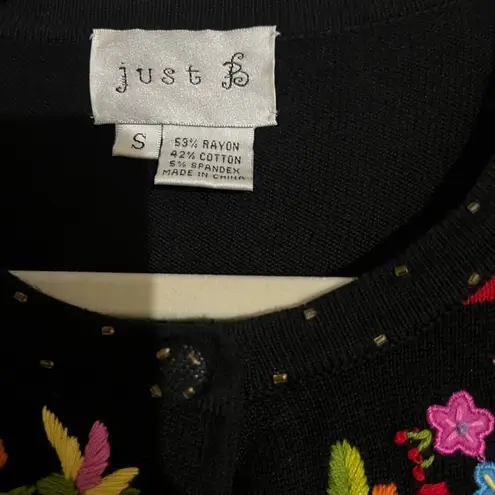 just B
S
53% RAYON
42% COTTON
5% SPANDEX
MADE IN CHINA